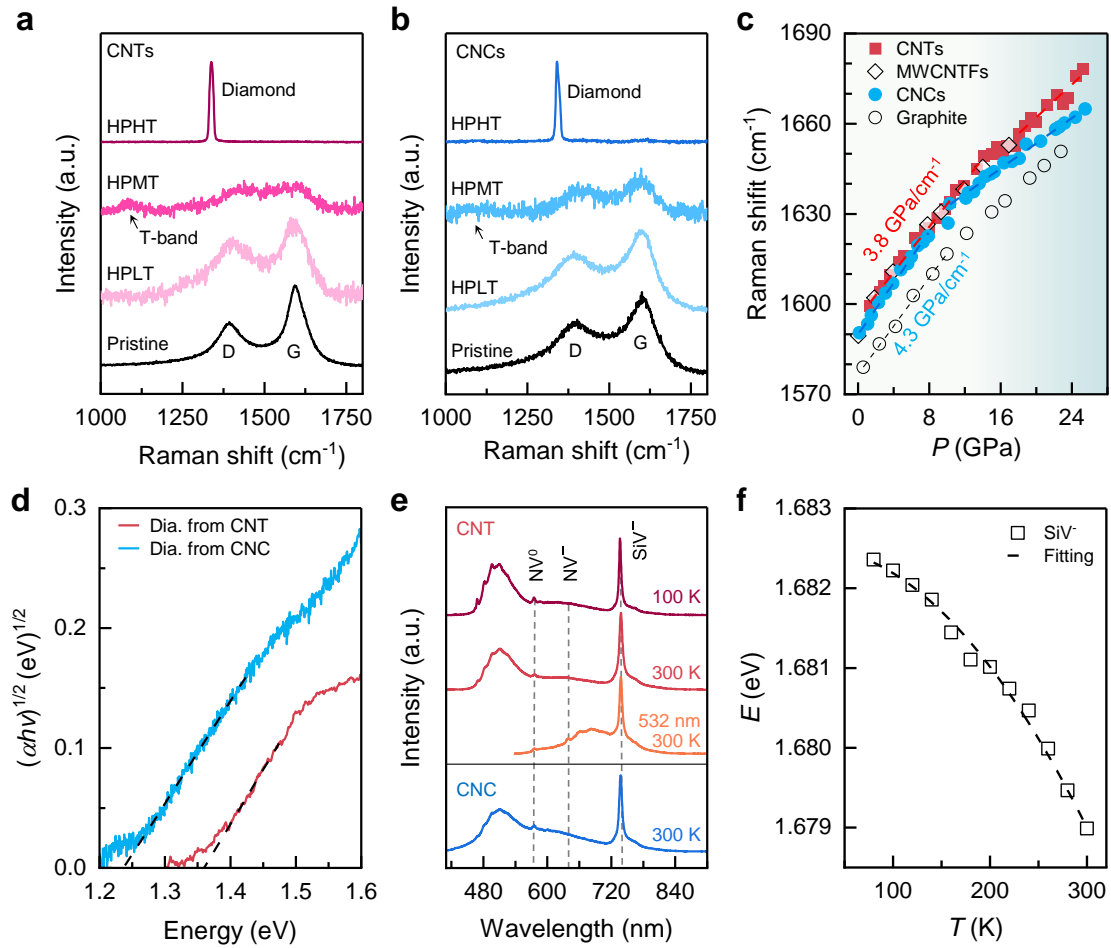 a
CNTs
Diamond
HPHT
HPMT
T-band
HPLT
Pristine
D
G
Intensity (a.u.)
1000 1250 1500 1750
Raman shift (cm⁻¹)
b
CNCs
Diamond
HPHT
HPMT
T-band
HPLT
Pristine
D
G
Intensity (a.u.)
1000 1250 1500 1750
Raman shift (cm⁻¹)
c
CNTs
MWCNTFs
CNCs
Graphite
3.8 GPa/cm⁻¹
4.3 GPa/cm⁻¹
1690
1660
1630
1600
1570
Raman shifit (cm⁻¹)
0 8 16 24
P (GPa)
d
Dia. from CNT
Dia. from CNC
0.3
0.2
0.1
0.0
(αhν)^1/2 (eV)^1/2
1.2 1.3 1.4 1.5 1.6
Energy (eV)
e
CNT
NV⁰
NV⁻
SiV⁻
100 K
300 K
532 nm
300 K
CNC
300 K
Intensity (a.u.)
480 600 720 840
Wavelength (nm)
f
SiV⁻
Fitting
1.683
1.682
1.681
1.680
1.679
E (eV)
100 200 300
T (K)